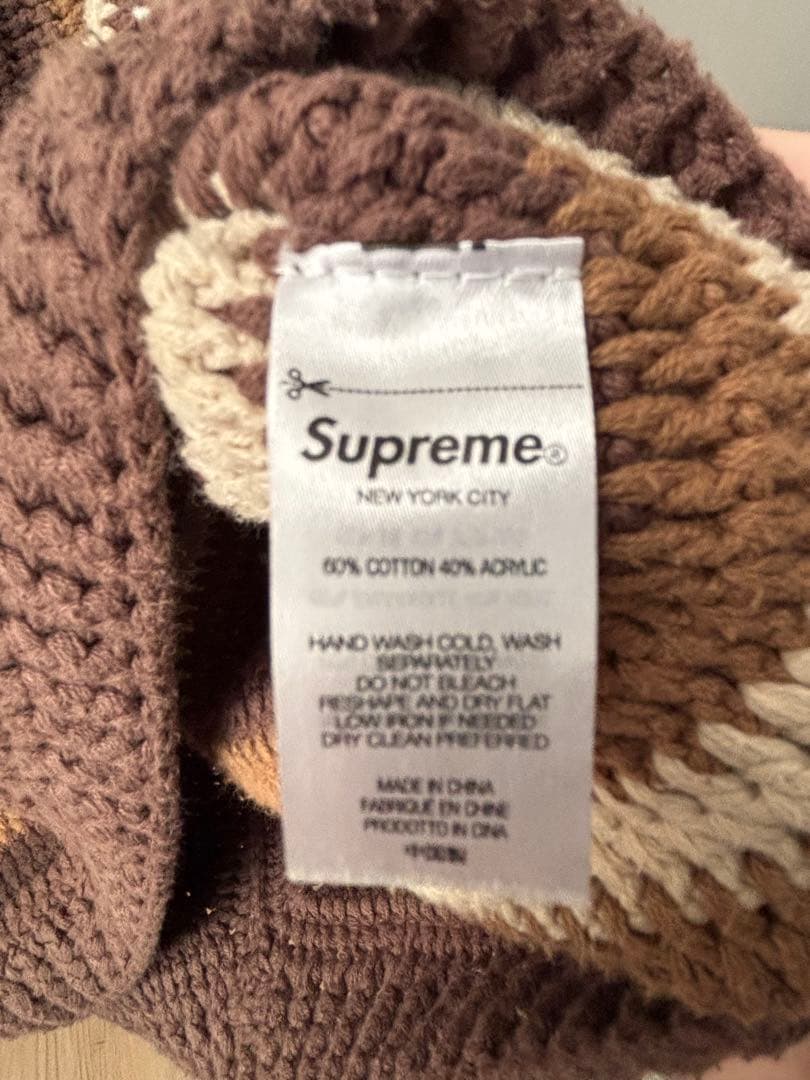 Supreme®
NEW YORK CITY
60% COTTON 40% ACRYLIC
HAND WASH COLD, WASH
SEPARATELY
DO NOT BLEACH
RESHAPE AND DRY FLAT
LOW IRON IF NEEDED
DRY CLEAN PREFERRED
MADE IN CHINA
FABRIQUÉ EN CHINE
PRODOTTO IN CINA